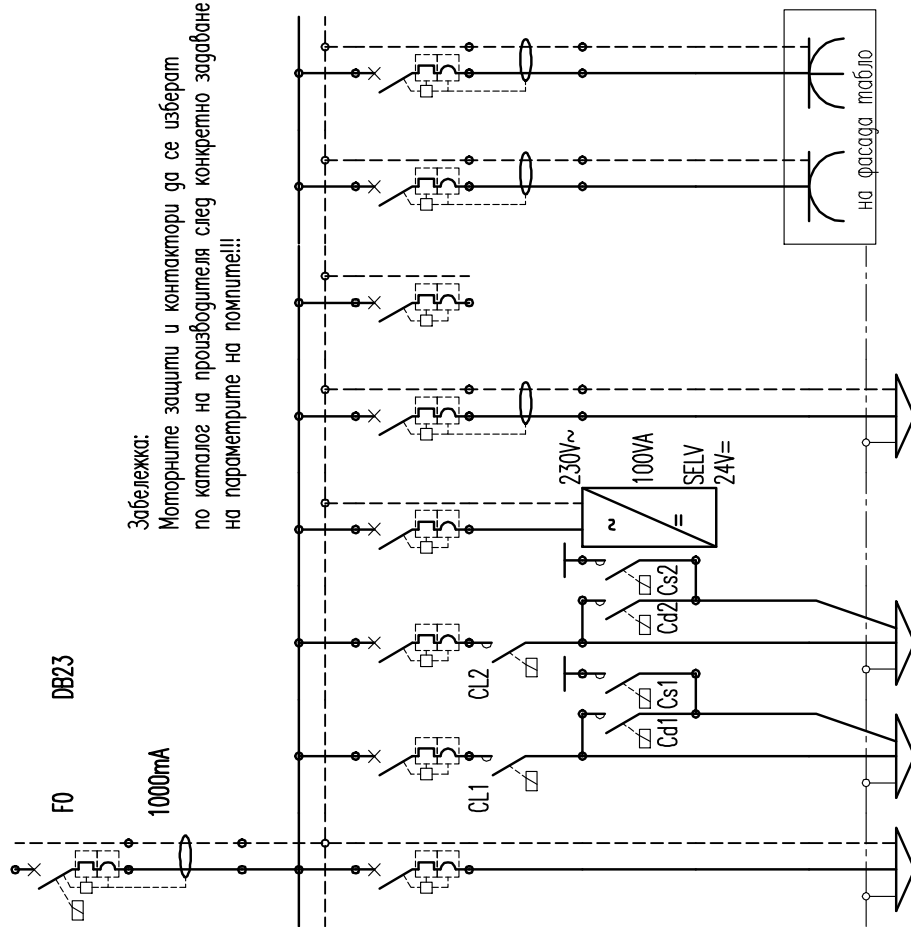 Забележка:
Моторните защити и контактори да се изберат
по каталог на производителя след конкретно задаване
на параметрите на помпите!!!
F0
DB23
1000mA
CL1
CL2
Cd1
Cs1
Cd2
Cs2
230V~
100VA
SELV
24V=
~
=
на фасада табло